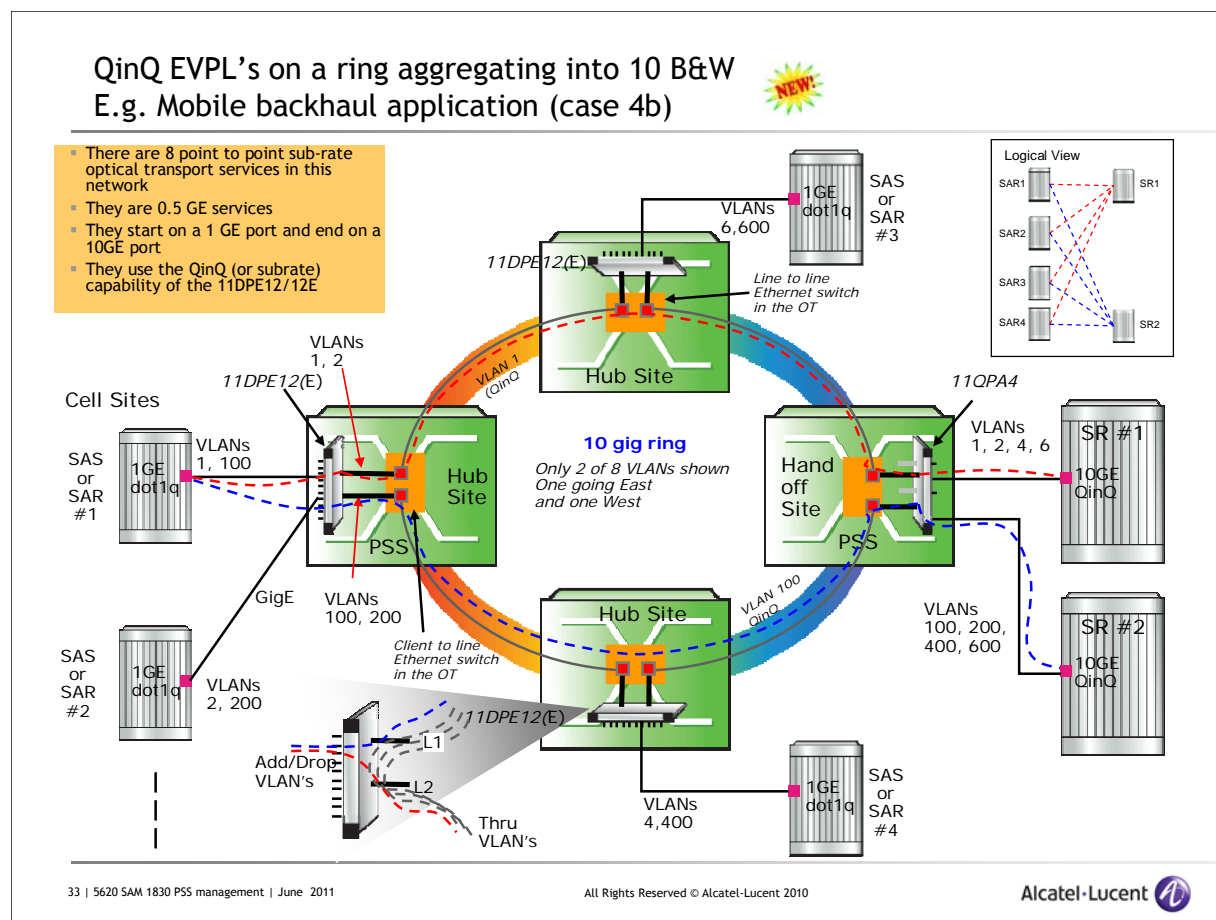 QinQ EVPL's on a ring aggregating into 10 B&W
E.g. Mobile backhaul application (case 4b)
NEW!
There are 8 point to point sub-rate
optical transport services in this
network
They are 0.5 GE services
They start on a 1 GE port and end on a
10GE port
They use the QinQ (or subrate)
capability of the 11DPE12/12E
Logical View
SAR1
SR1
SAR2
SAR3
SAR4
SR2
VLANs
6,600
1GE
dot1q
SAS
or
SAR
#3
11DPE12(E)
Line to line
Ethernet switch
in the OT
Hub Site
VLANs
1, 2
11DPE12(E)
VLAN 1
(QinQ
11QPA4
Cell Sites
SAS
or
SAR
#1
1GE
dot1q
VLANs
1, 100
Hub
Site
PSS
10 gig ring
Only 2 of 8 VLANs shown
One going East
and one West
Hand
off
Site
PSS
VLANs
1, 2, 4, 6
SR #1
10GE
QinQ
GigE
VLANs
100, 200
Client to line
Ethernet switch
in the OT
Hub Site
VLAN 100
QinQ
VLANs
100, 200,
400, 600
SR #2
10GE
QinQ
SAS
or
SAR
#2
1GE
dot1q
VLANs
2, 200
11DPE12(E)
L1
L2
Add/Drop
VLAN's
Thru
VLAN's
VLANs
4,400
1GE
dot1q
SAS
or
SAR
#4
33 | 5620 SAM 1830 PSS management | June 2011
All Rights Reserved © Alcatel-Lucent 2010
Alcatel·Lucent